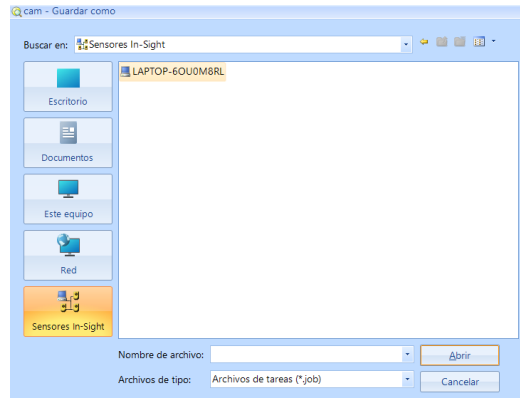 cam - Guardar como
Buscar en: Sensores In-Sight
LAPTOP-6OU0M8RL
Escritorio
Documentos
Este equipo
Red
Sensores In-Sight
Nombre de archivo:
Abrir
Archivos de tipo: Archivos de tareas (*.job)
Cancelar